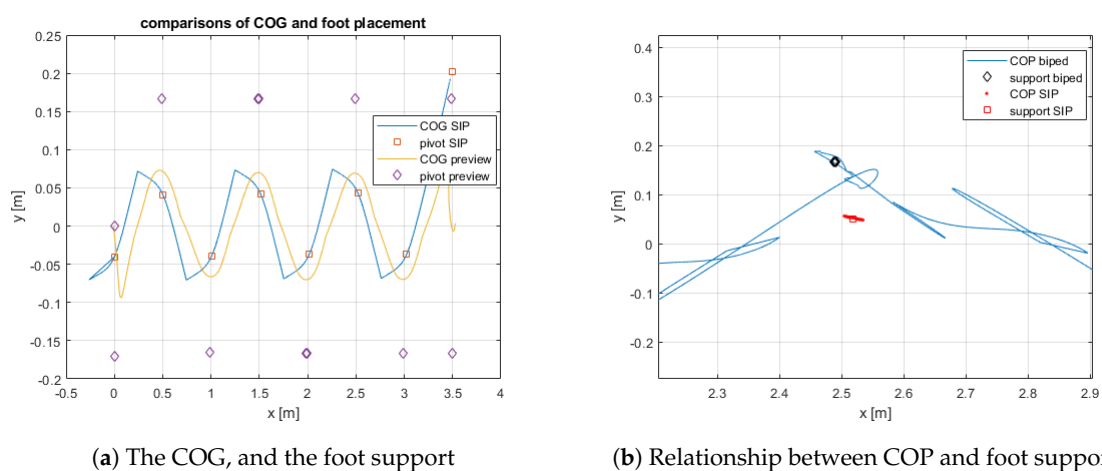 comparisons of COG and foot placement
0.25
0.2
0.15
0.1
0.05
0
-0.05
-0.1
-0.15
-0.2
y [m]
-0.5 0 0.5 1 1.5 2 2.5 3 3.5 4
x [m]
COG SIP
pivot SIP
COG preview
pivot preview
(a) The COG, and the foot support
0.4
0.3
0.2
0.1
0
-0.1
-0.2
y [m]
2.3 2.4 2.5 2.6 2.7 2.8 2.9
x [m]
COP biped
support biped
COP SIP
support SIP
(b) Relationship between COP and foot suppo